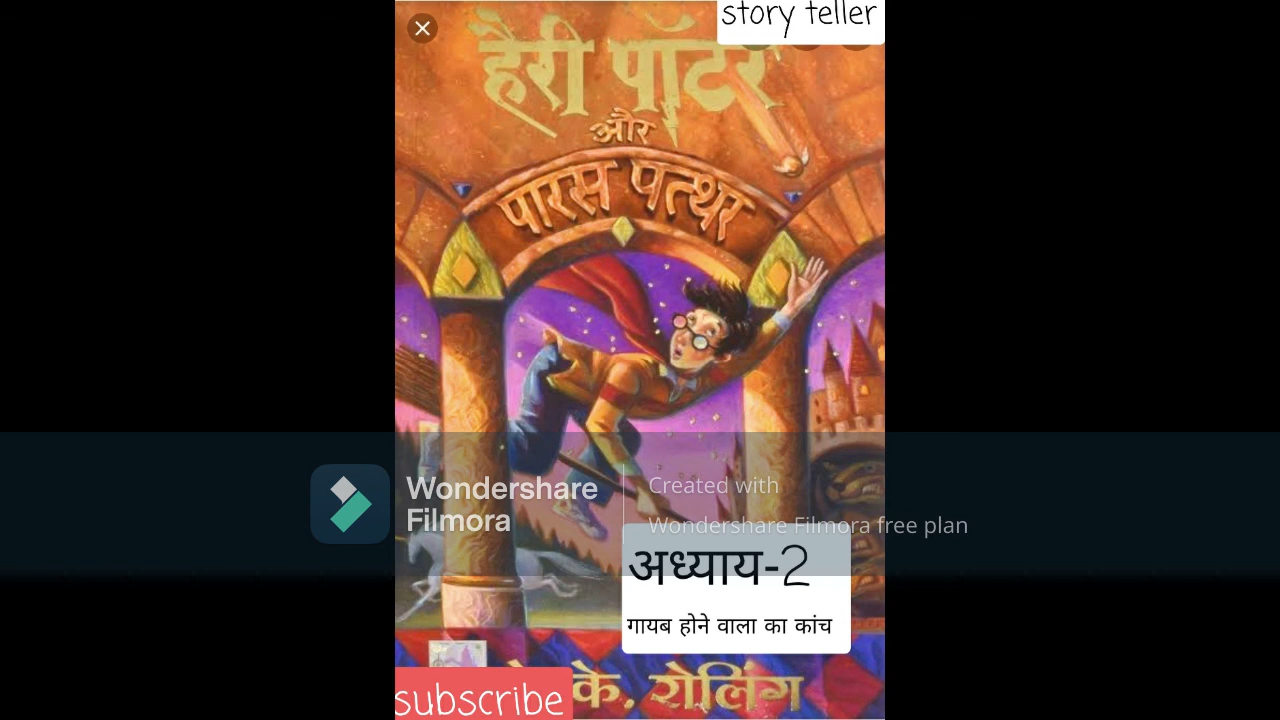 story teller
हैरी पॉटर
और
पारस पत्थर
Wondershare
Filmora
Created with
Wondershare Filmora free plan
अध्याय-2
गायब होने वाला का कांच
के. रोलिंग
subscribe